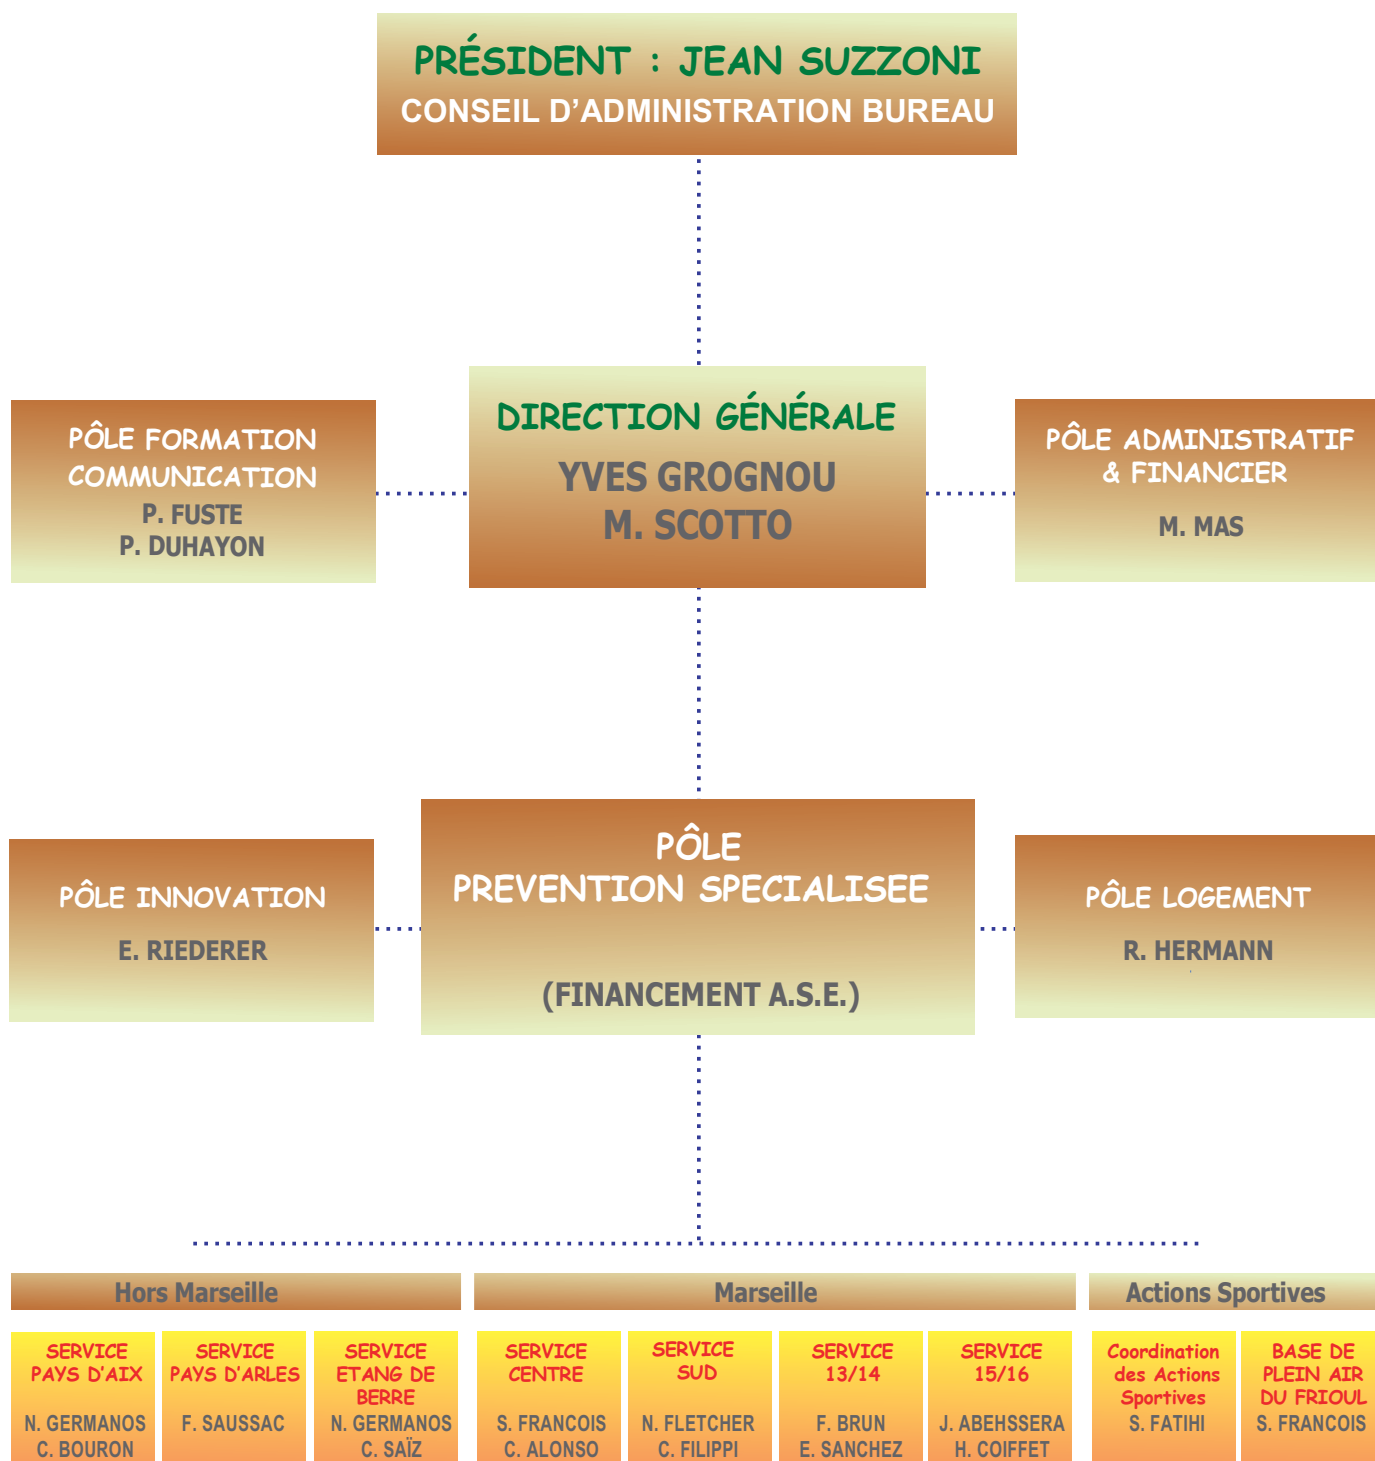 PRÉSIDENT : JEAN SUZZONI
CONSEIL D'ADMINISTRATION BUREAU
PÔLE FORMATION
COMMUNICATION
P. FUSTE
P. DUHAYON
DIRECTION GÉNÉRALE
YVES GROGNOU
M. SCOTTO
PÔLE ADMINISTRATIF
& FINANCIER
M. MAS
PÔLE INNOVATION
E. RIEDERER
PÔLE
PREVENTION SPECIALISEE
(FINANCEMENT A.S.E.)
PÔLE LOGEMENT
R. HERMANN
Hors Marseille
SERVICE
PAYS D'AIX
N. GERMANOS
C. BOURON
SERVICE
PAYS D'ARLES
F. SAUSSAC
SERVICE
ETANG DE
BERRE
N. GERMANOS
C. SAÏZ
Marseille
SERVICE
CENTRE
S. FRANCOIS
C. ALONSO
SERVICE
SUD
N. FLETCHER
C. FILIPPI
SERVICE
13/14
F. BRUN
E. SANCHEZ
SERVICE
15/16
J. ABEHSSERA
H. COIFFET
Actions Sportives
Coordination
des Actions
Sportives
S. FATIHI
BASE DE
PLEIN AIR
DU FRIOUL
S. FRANCOIS